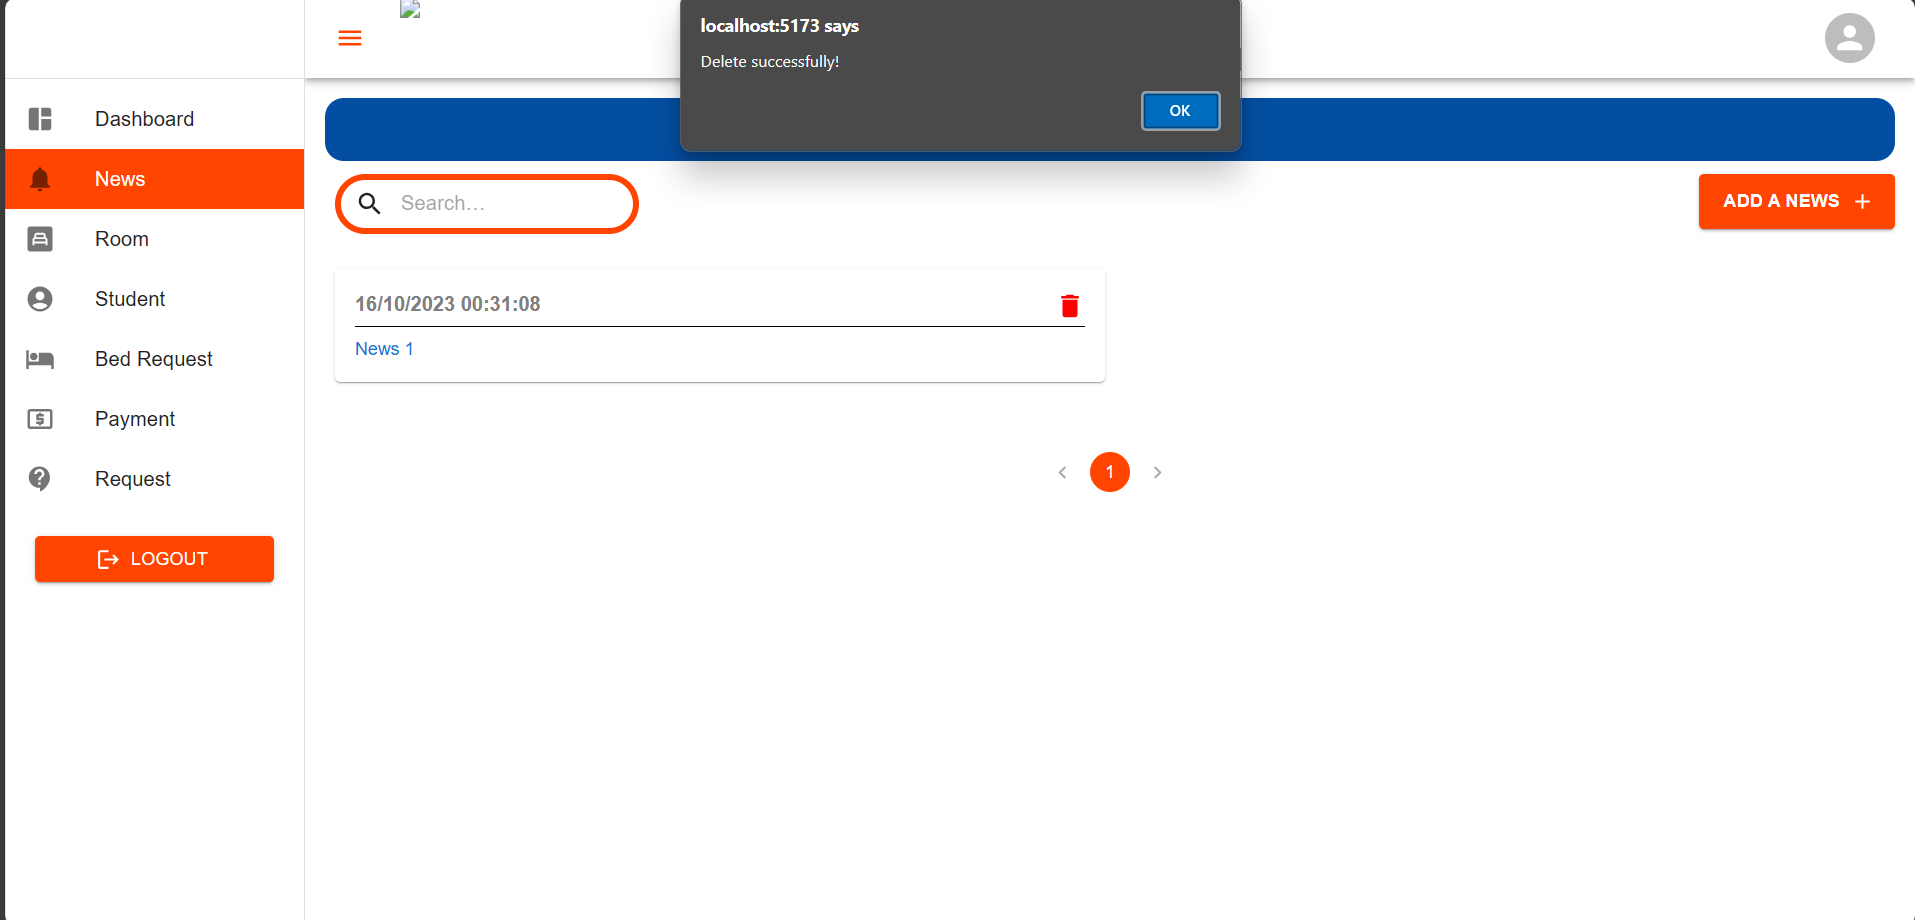 localhost:5173 says
Delete successfully!
OK
Dashboard
News
Room
Student
Bed Request
Payment
Request
LOGOUT
Search…
ADD A NEWS
16/10/2023 00:31:08
News 1
1